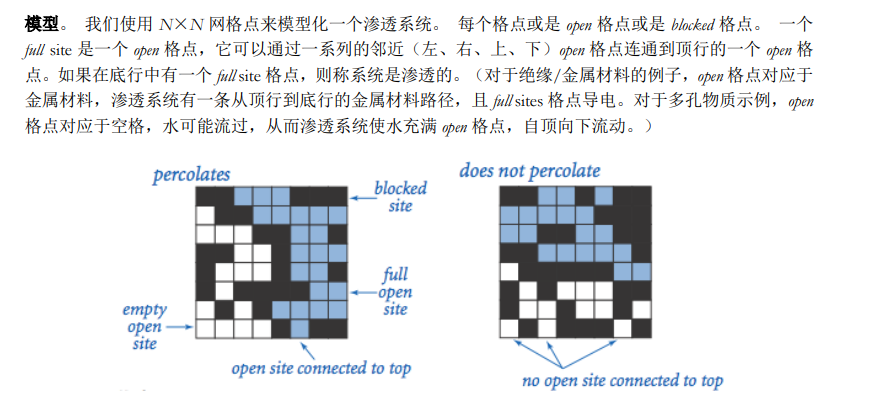 模型。 我们使用 N×N 网格点来模型化一个渗透系统。 每个格点或是 open 格点或是 blocked 格点。 一个
full site 是一个 open 格点，它可以通过一系列的邻近（左、右、上、下）open 格点连通到顶行的一个 open 格
点。如果在底行中有一个 full site 格点，则称系统是渗透的。（对于绝缘/金属材料的例子，open 格点对应于
金属材料，渗透系统有一条从顶行到底行的金属材料路径，且 full sites 格点导电。对于多孔物质示例，open
格点对应于空格，水可能流过，从而渗透系统使水充满 open 格点，自顶向下流动。）
percolates
does not percolate
blocked
site
full
open
site
empty
open
site
open site connected to top
no open site connected to top